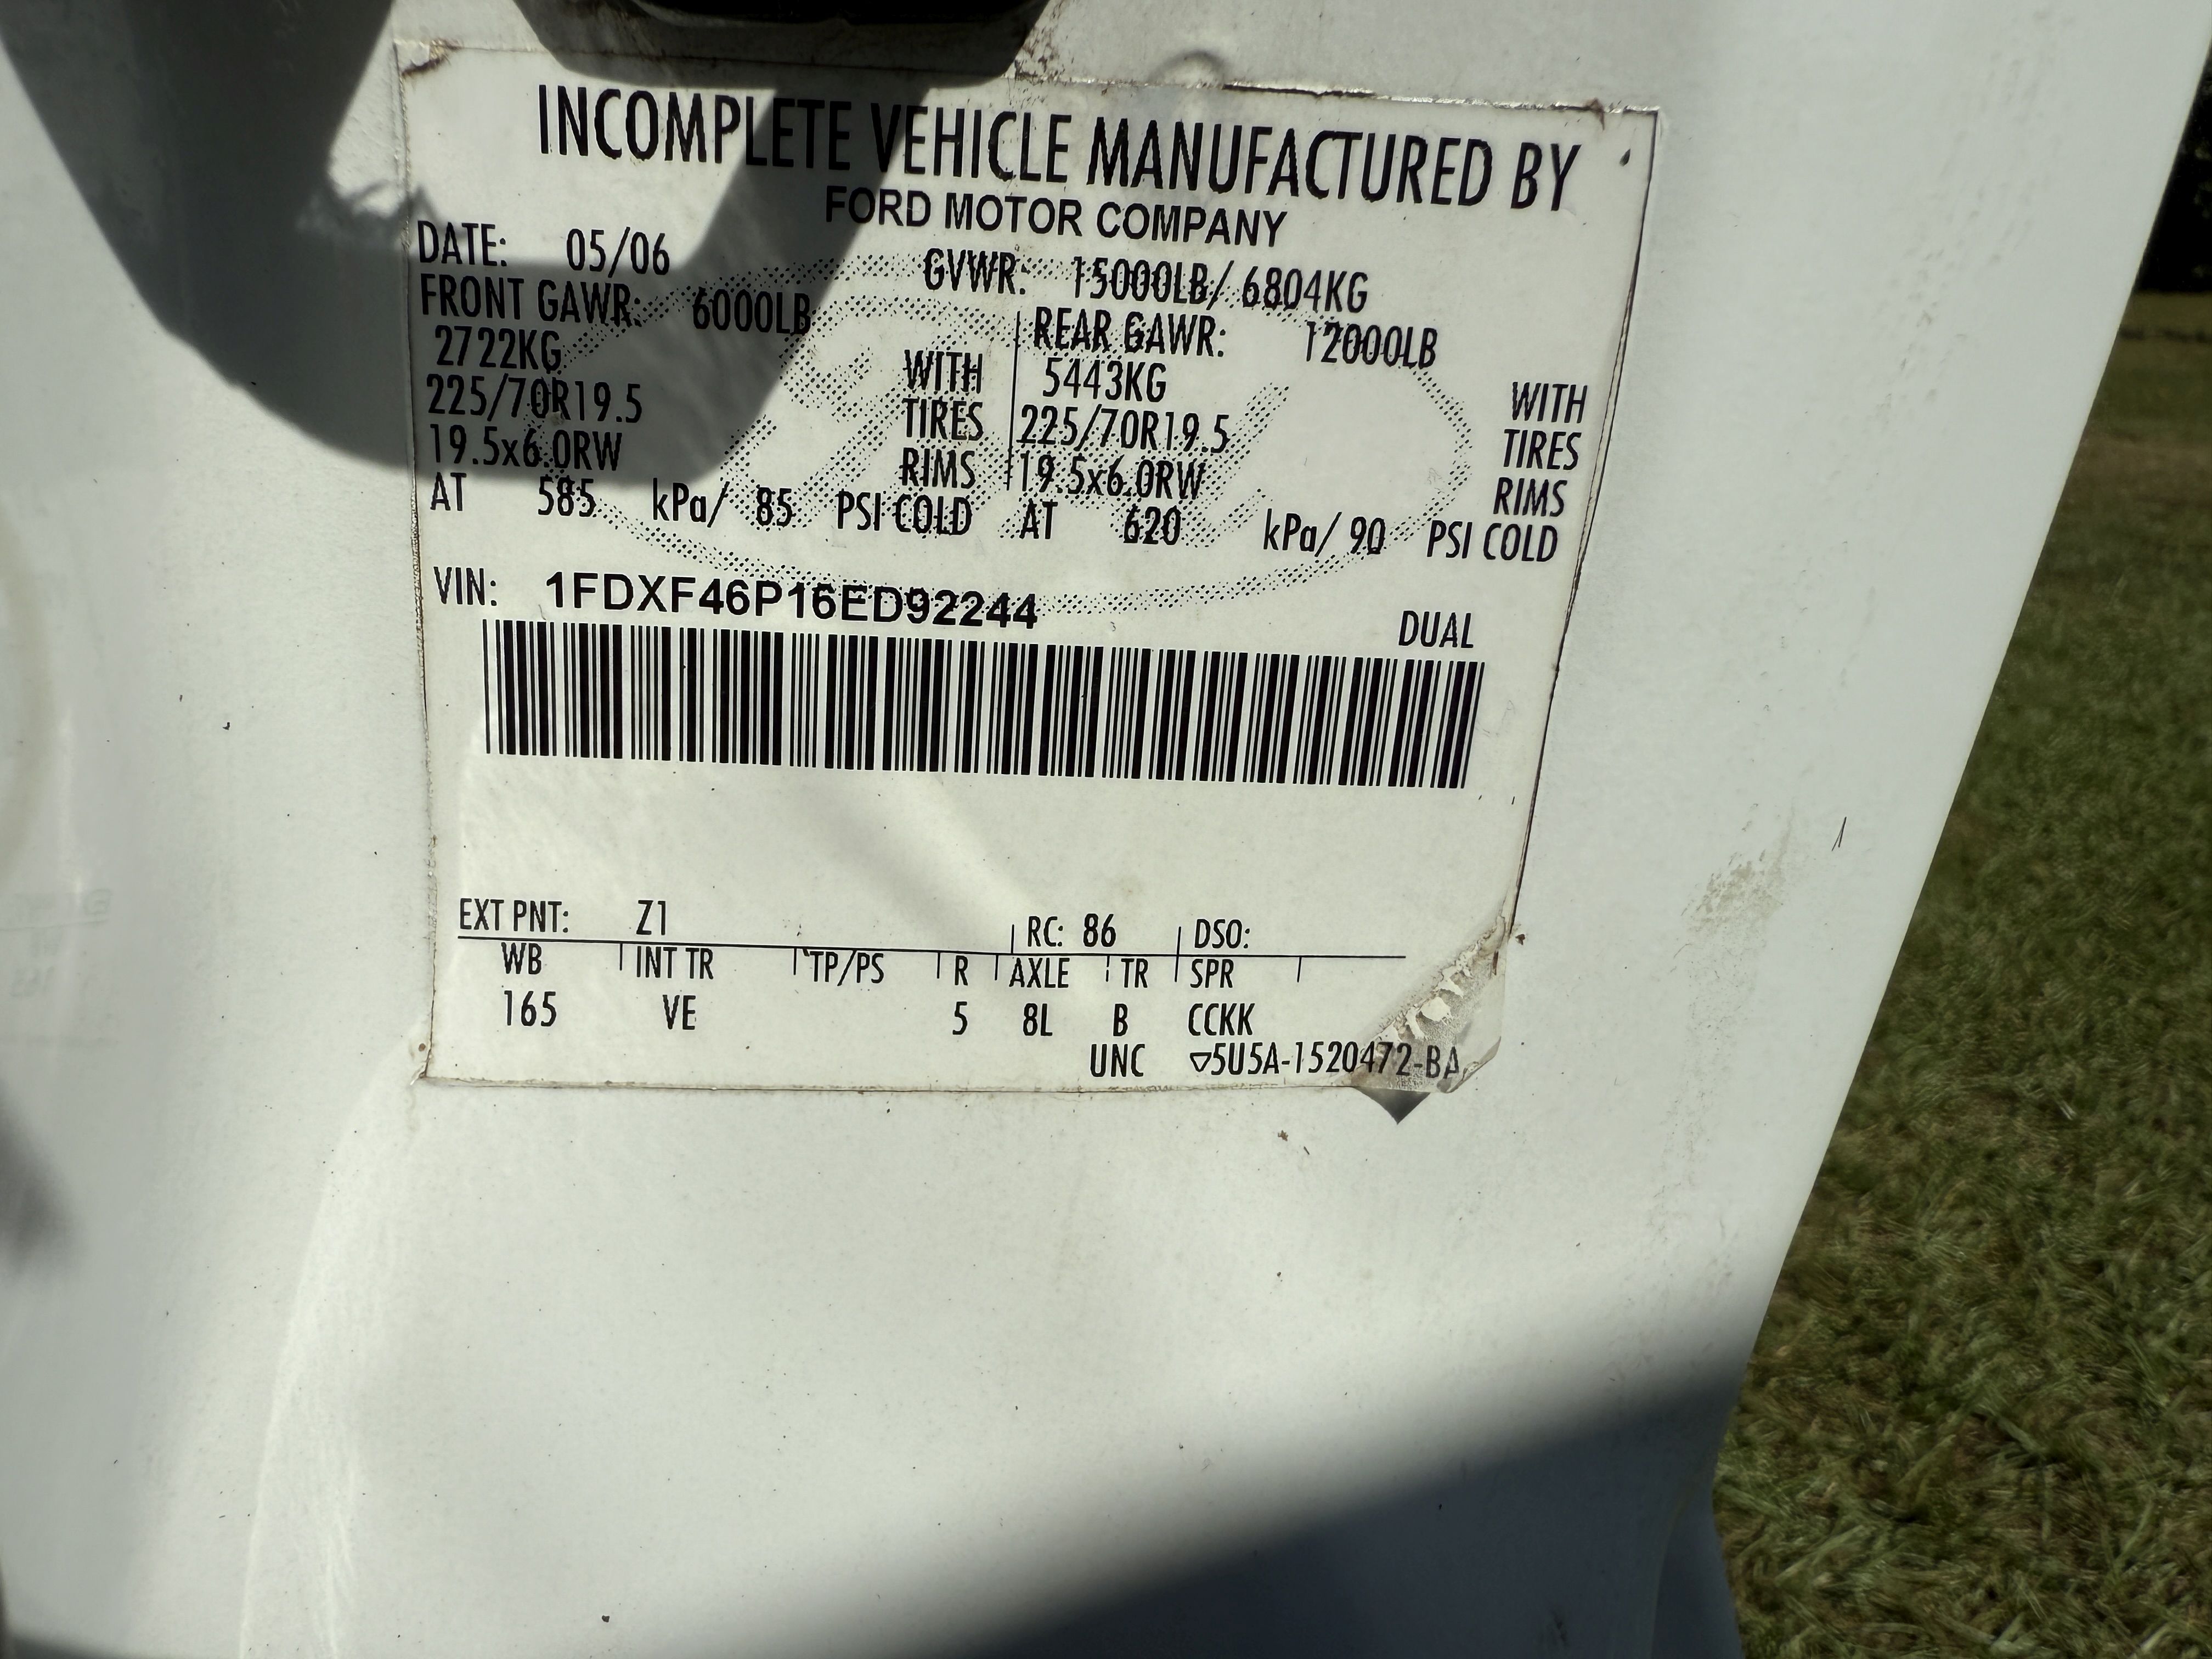 INCOMPLETE VEHICLE MANUFACTURED BY
FORD MOTOR COMPANY
DATE: 05/06 GVWR: 15000LB/ 6804KG
FRONT GAWR: 6000LB REAR GAWR: 12000LB
2722KG WITH 5443KG WITH
225/70R19.5 TIRES 225/70R19.5 TIRES
19.5x6.0RW RIMS 19.5x6.0RW RIMS
AT 585 kPa/ 85 PSI COLD AT 620 kPa/ 90 PSI COLD
VIN: 1FDXF46P16ED92244
DUAL
EXT PNT: Z1 RC: 86 DSO:
WB INT TR TP/PS R AXLE TR SPR
165 VE 5 8L B CCKK
UNC ▽5U5A-1520472-BA